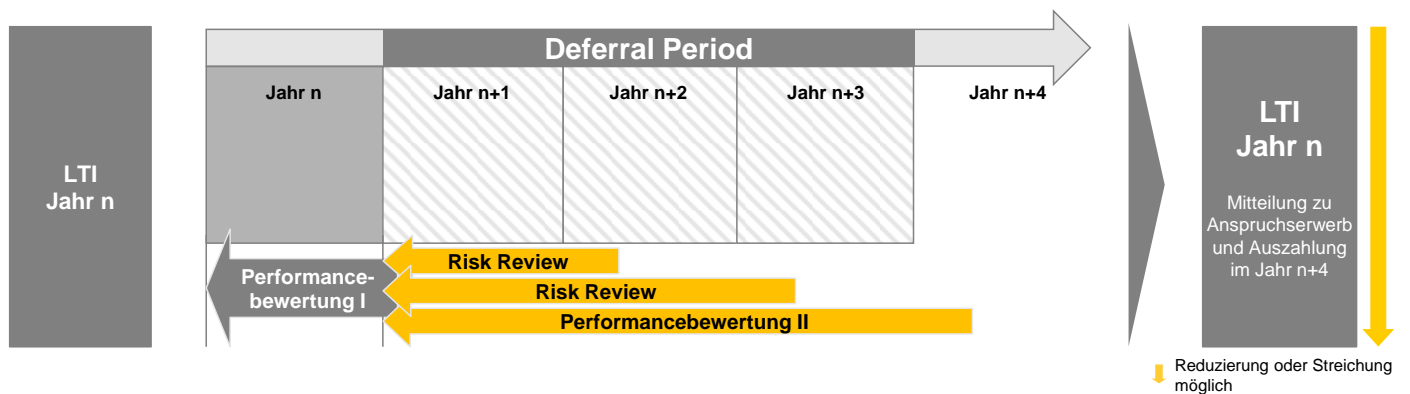 LTI
Jahr n
Deferral Period
Jahr n
Jahr n+1
Jahr n+2
Jahr n+3
Jahr n+4
Performance-
bewertung I
Risk Review
Risk Review
Performancebewertung II
LTI
Jahr n
Mitteilung zu
Anspruchserwerb
und Auszahlung
im Jahr n+4
Reduzierung oder Streichung
möglich